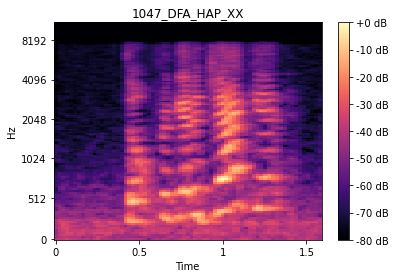 1047_DFA_HAP_XX
+0 dB
8192
-10 dB
4096
-20 dB
-30 dB
2048
Hz
-40 dB
1024
-50 dB
512
-60 dB
-70 dB
0
-80 dB
0
0.5
1
1.5
Time